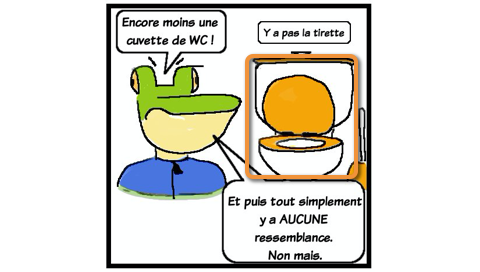 Encore moins une
cuvette de WC !
Y a pas la tirette
Et puis tout simplement
y a AUCUNE
ressemblance.
Non mais.